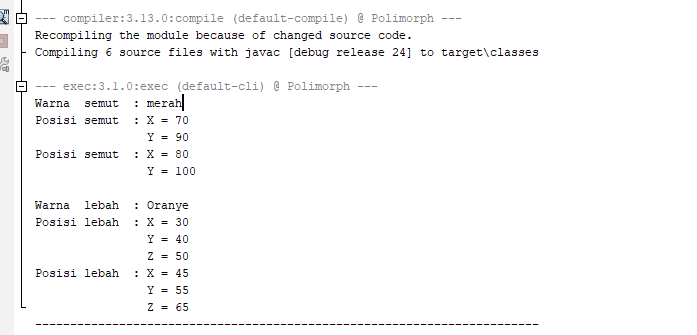 --- compiler:3.13.0:compile (default-compile) @ Polimorph ---
Recompiling the module because of changed source code.
Compiling 6 source files with javac [debug release 24] to target\classes
--- exec:3.1.0:exec (default-cli) @ Polimorph ---
Warna  semut  : merah
Posisi semut  : X = 70
                Y = 90
Posisi semut  : X = 80
                Y = 100
Warna  lebah  : Oranye
Posisi lebah  : X = 30
                Y = 40
                Z = 50
Posisi lebah  : X = 45
                Y = 55
                Z = 65
------------------------------------------------------------------------